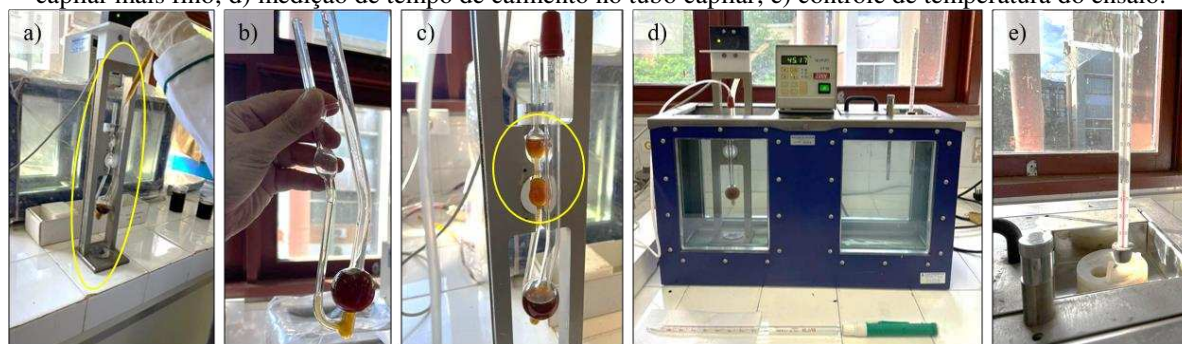 capilar mais fino; d) medição de tempo de caimento no tubo capilar; e) controle de temperatura do ensaio.
a)
b)
c)
d)
e)